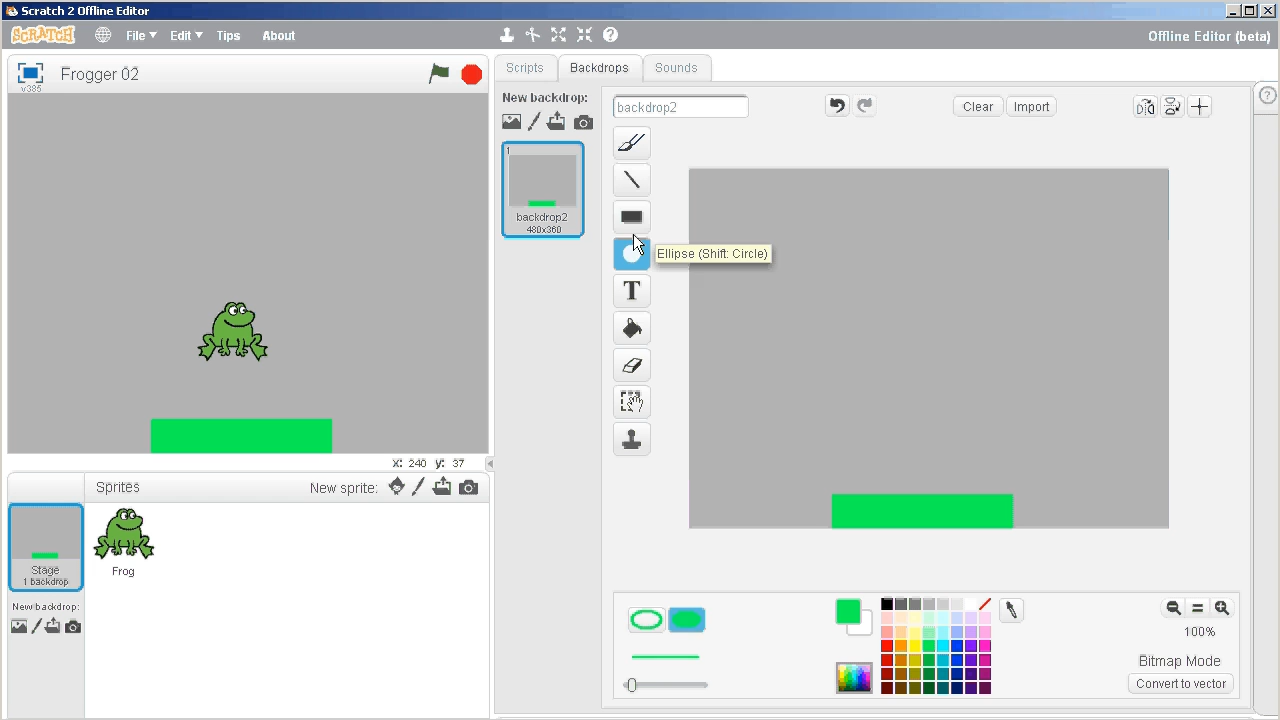 Scratch 2 Offline Editor
SCRATCH File Edit Tips About Offline Editor (beta)
v385 Frogger 02
Scripts Backdrops Sounds
New backdrop:
backdrop2
Clear Import
1
backdrop2
480x360
Ellipse (Shift: Circle)
T
x: 240 y: 37
Sprites New sprite:
Stage
1 backdrop
Frog
New backdrop:
100%
Bitmap Mode
Convert to vector